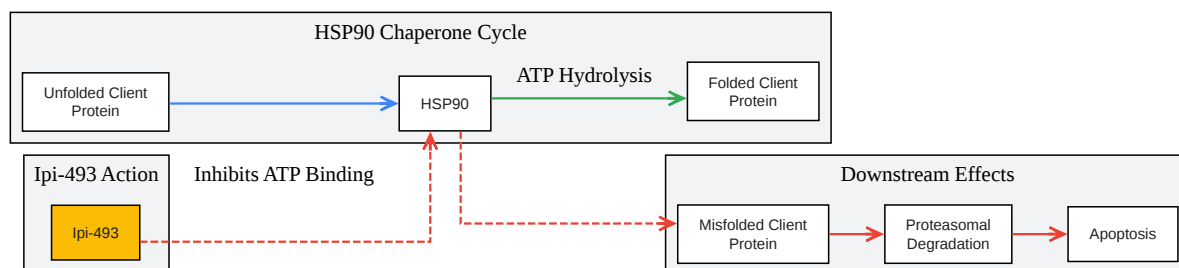 HSP90 Chaperone Cycle
ATP Hydrolysis
Unfolded Client
Protein
HSP90
Folded Client
Protein
Ipi-493 Action
Inhibits ATP Binding
Downstream Effects
Ipi-493
Misfolded Client
Protein
Proteasomal
Degradation
Apoptosis